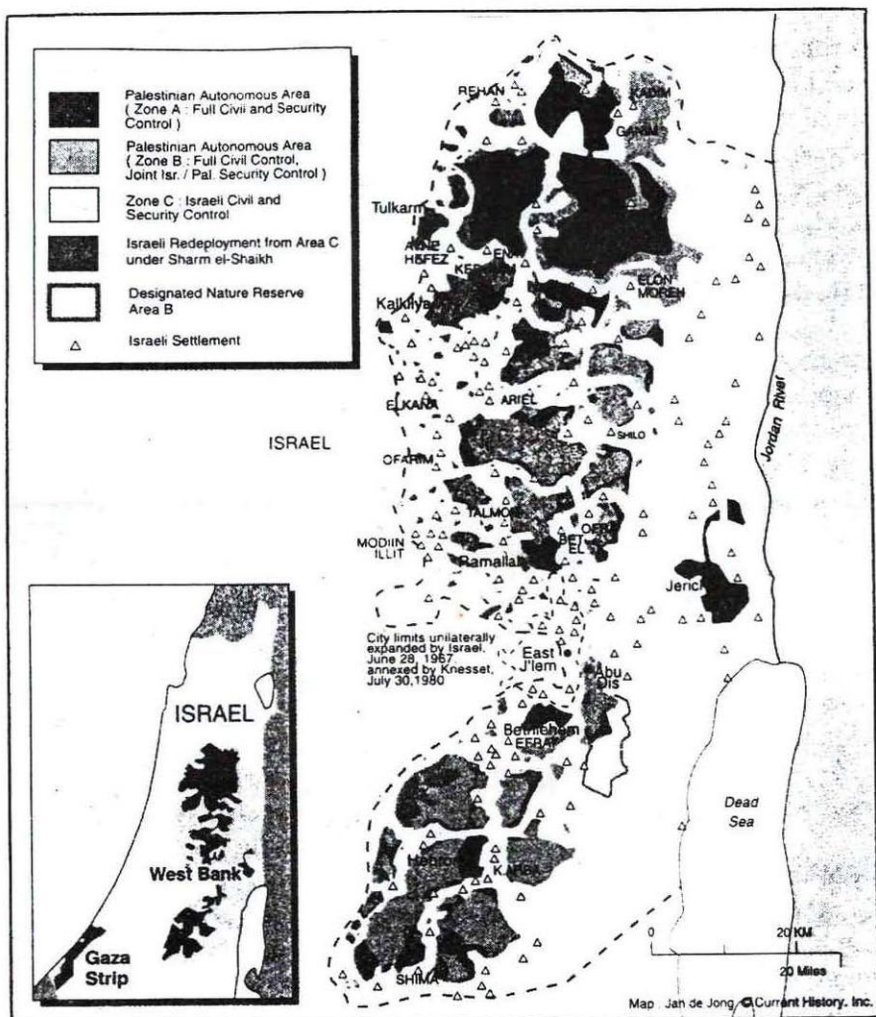 Palestinian Autonomous Area
( Zone A : Full Civil and Security
Control )
Palestinian Autonomous Area
( Zone B : Full Civil Control,
Joint Isr. / Pal. Security Control )
Zone C : Israeli Civil and
Security Control
Israeli Redeployment from Area C
under Sharm el-Shaikh
Designated Nature Reserve
Area B
Israeli Settlement
REHAN
KADIM
GANIM
Tulkarm
HEFEZ
ELON
MOREH
Kalkilya
ELKANA
ARIEL
ISRAEL
SHILO
OFARIM
TALMON
BET
EL
MODIIN
ILLIT
Ramallah
Jordan River
City limits unilaterally
expanded by Israel,
June 28, 1967
annexed by Knesset,
July 30,1980
East
J'lem
Abu
Dis
Bethlehem
Dead
Sea
SHIMA
0 20 KM
20 Miles
ISRAEL
West Bank
Gaza
Strip
Map : Jan de Jong © Current History, Inc.